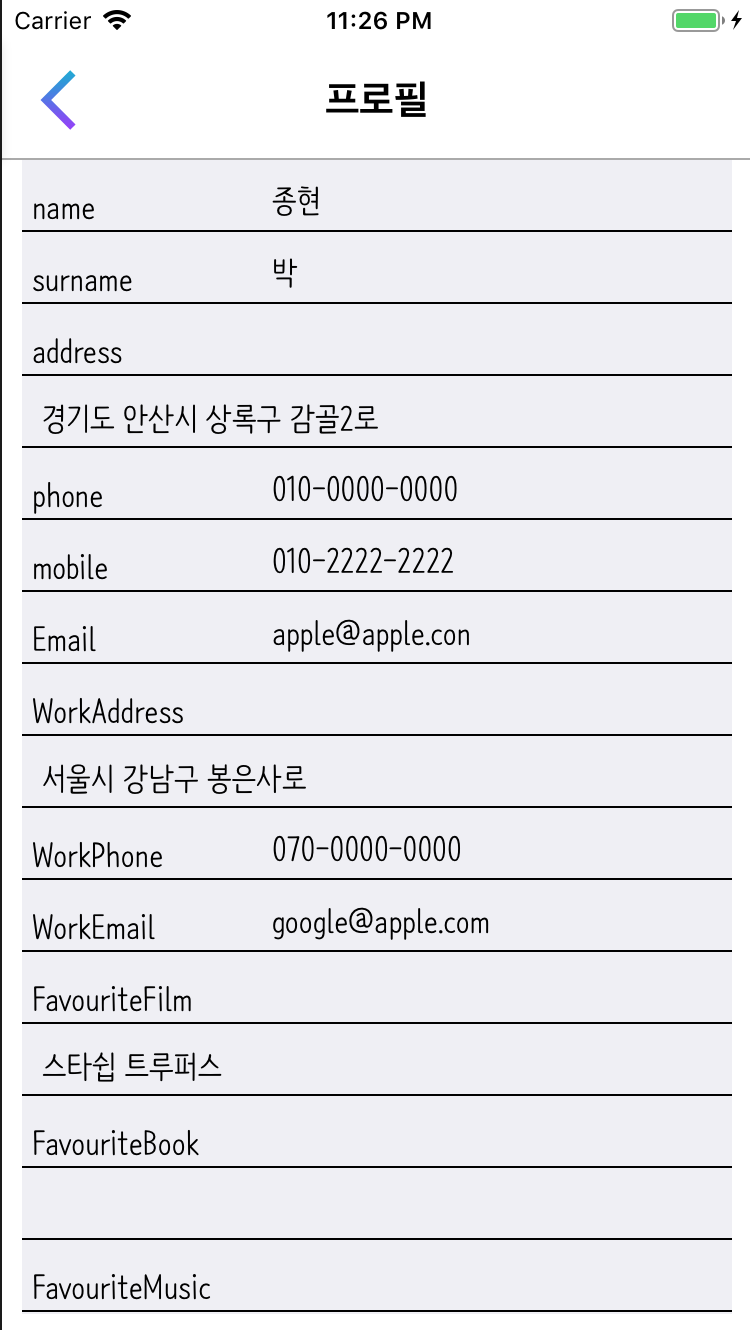 Carrier 11:26 PM
프로필
name 종현
surname 박
address
경기도 안산시 상록구 감골2로
phone 010-0000-0000
mobile 010-2222-2222
Email apple@apple.con
WorkAddress
서울시 강남구 봉은사로
WorkPhone 070-0000-0000
WorkEmail google@apple.com
FavouriteFilm
스타쉽 트루퍼스
FavouriteBook
FavouriteMusic